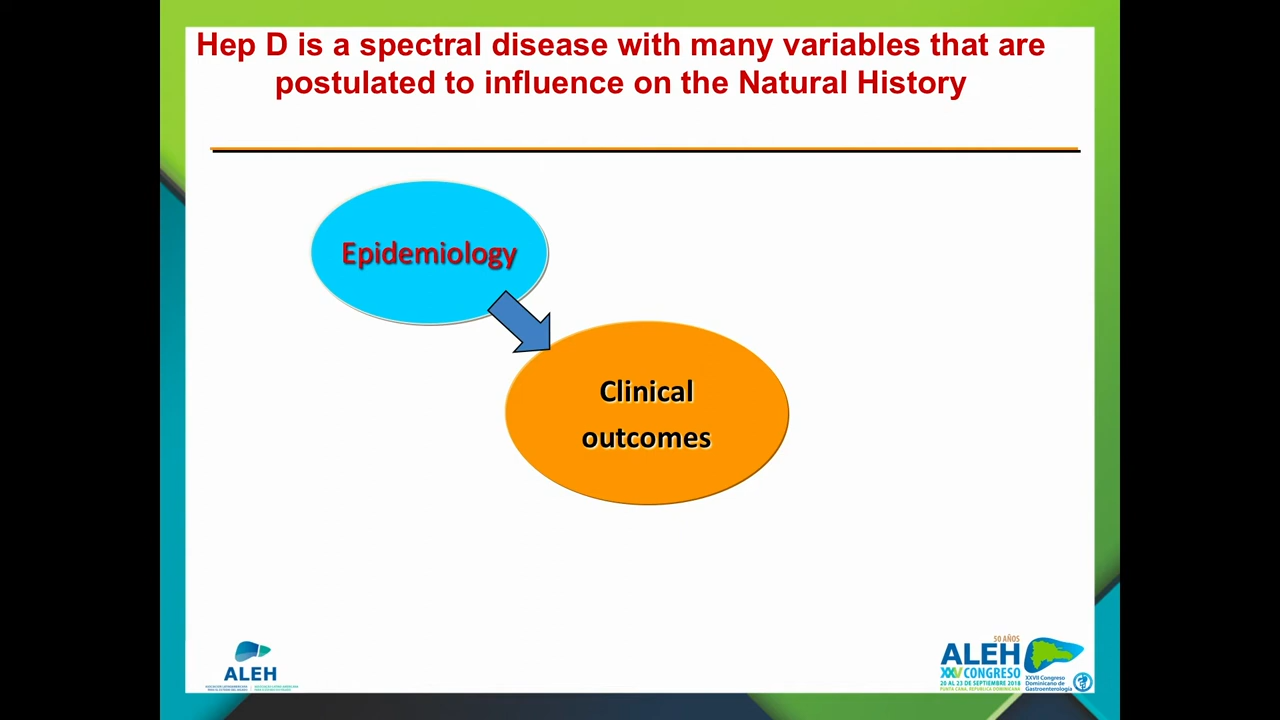 Hep D is a spectral disease with many variables that are
postulated to influence on the Natural History
Epidemiology
Clinical
outcomes
ALEH
50 AÑOS
ALEH
XXV CONGRESO
20 AL 23 DE SEPTIEMBRE 2018
PUNTA CANA, REPUBLICA DOMINICANA
XXVII Congreso
Dominicano de
Gastroenterología